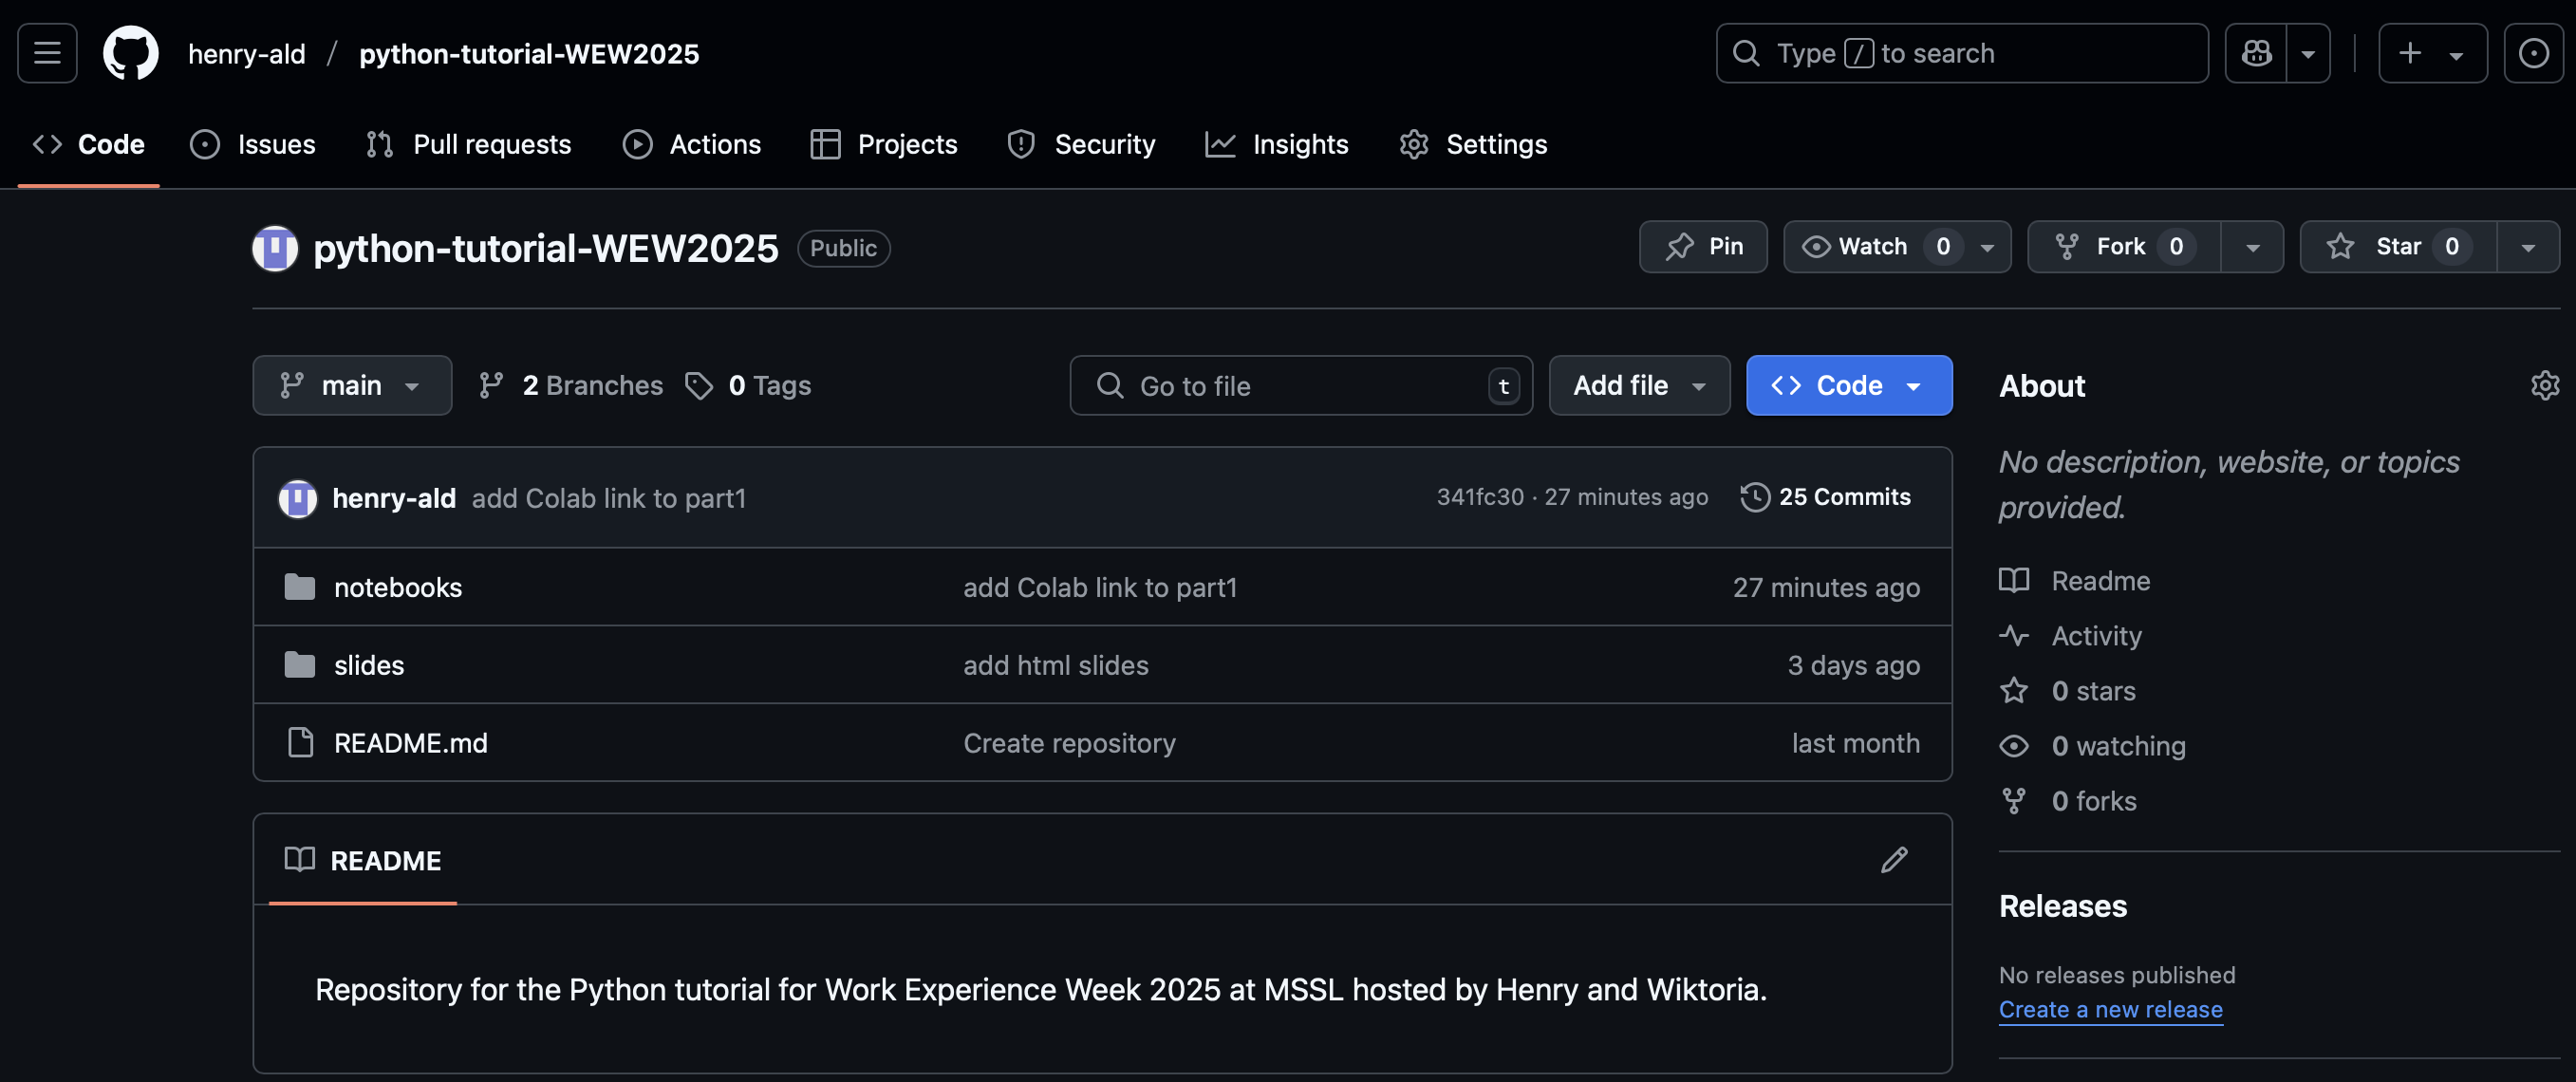 henry-ald / python-tutorial-WEW2025
Type / to search
Code Issues Pull requests Actions Projects Security Insights Settings
python-tutorial-WEW2025 Public
Pin Watch 0 Fork 0 Star 0
main 2 Branches 0 Tags
Go to file t Add file Code
henry-ald add Colab link to part1 341fc30 · 27 minutes ago 25 Commits
notebooks add Colab link to part1 27 minutes ago
slides add html slides 3 days ago
README.md Create repository last month
README
Repository for the Python tutorial for Work Experience Week 2025 at MSSL hosted by Henry and Wiktoria.
About
No description, website, or topics
provided.
Readme
Activity
0 stars
0 watching
0 forks
Releases
No releases published
Create a new release